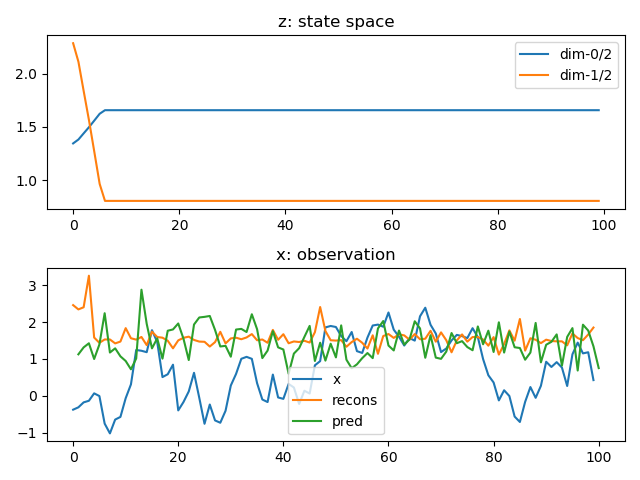 z: state space
2.0
1.5
1.0
dim-0/2
dim-1/2
0 20 40 60 80 100
x: observation
3
2
1
0
−1
x
recons
pred
0 20 40 60 80 100